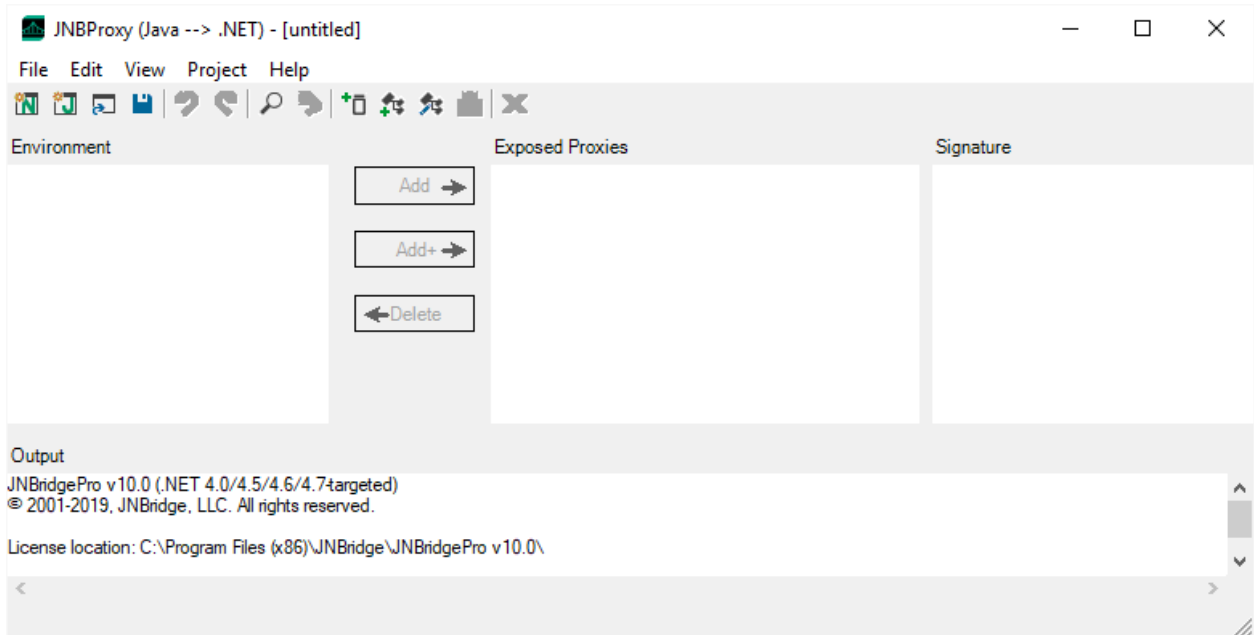 JNBProxy (Java --> .NET) - [untitled]
File Edit View Project Help
Environment
Exposed Proxies
Signature
Add
Add+
Delete
Output
JNBridgePro v10.0 (.NET 4.0/4.5/4.6/4.7-targeted)
© 2001-2019, JNBridge, LLC. All rights reserved.
License location: C:\Program Files (x86)\JNBridge\JNBridgePro v10.0\